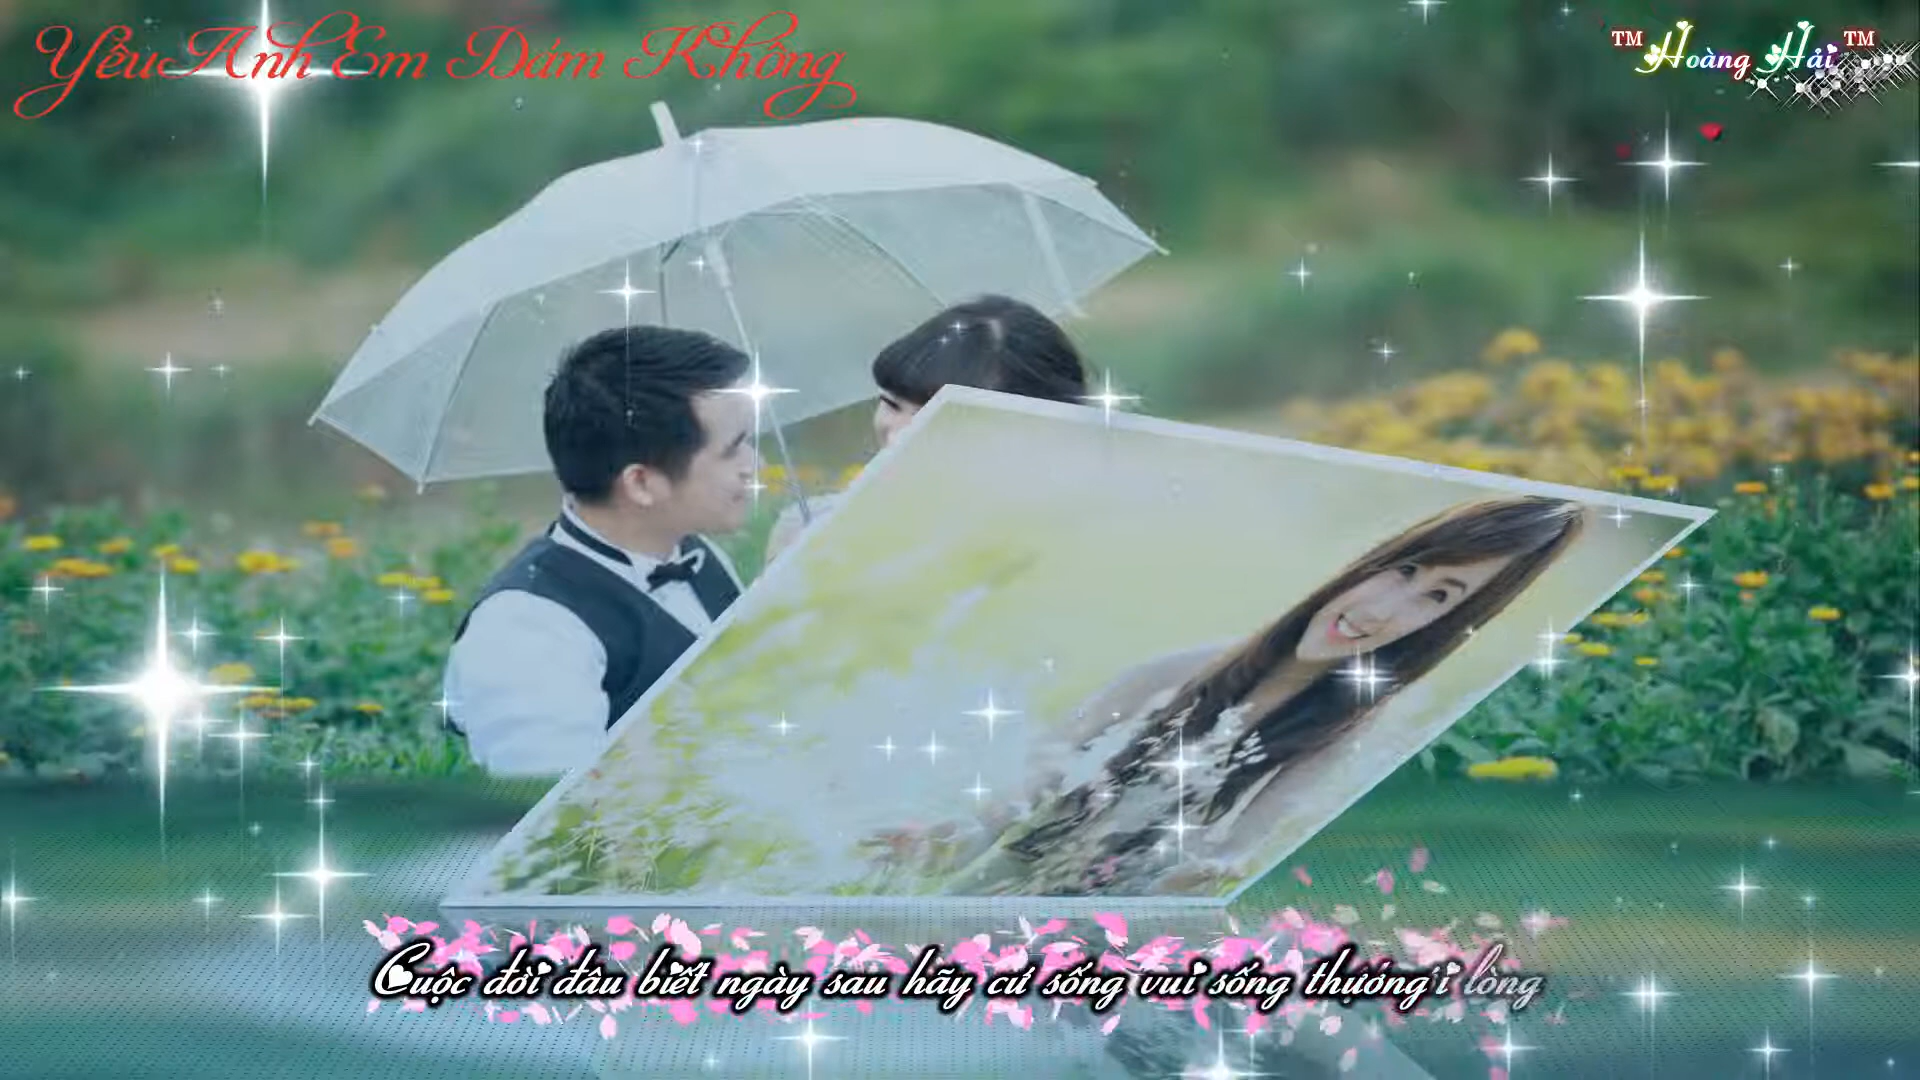 Yêu Anh Em Dám Không
™Hoàng Hải™
Cuộc đời đâu biết ngày sau hãy cứ sống vui sống lòng